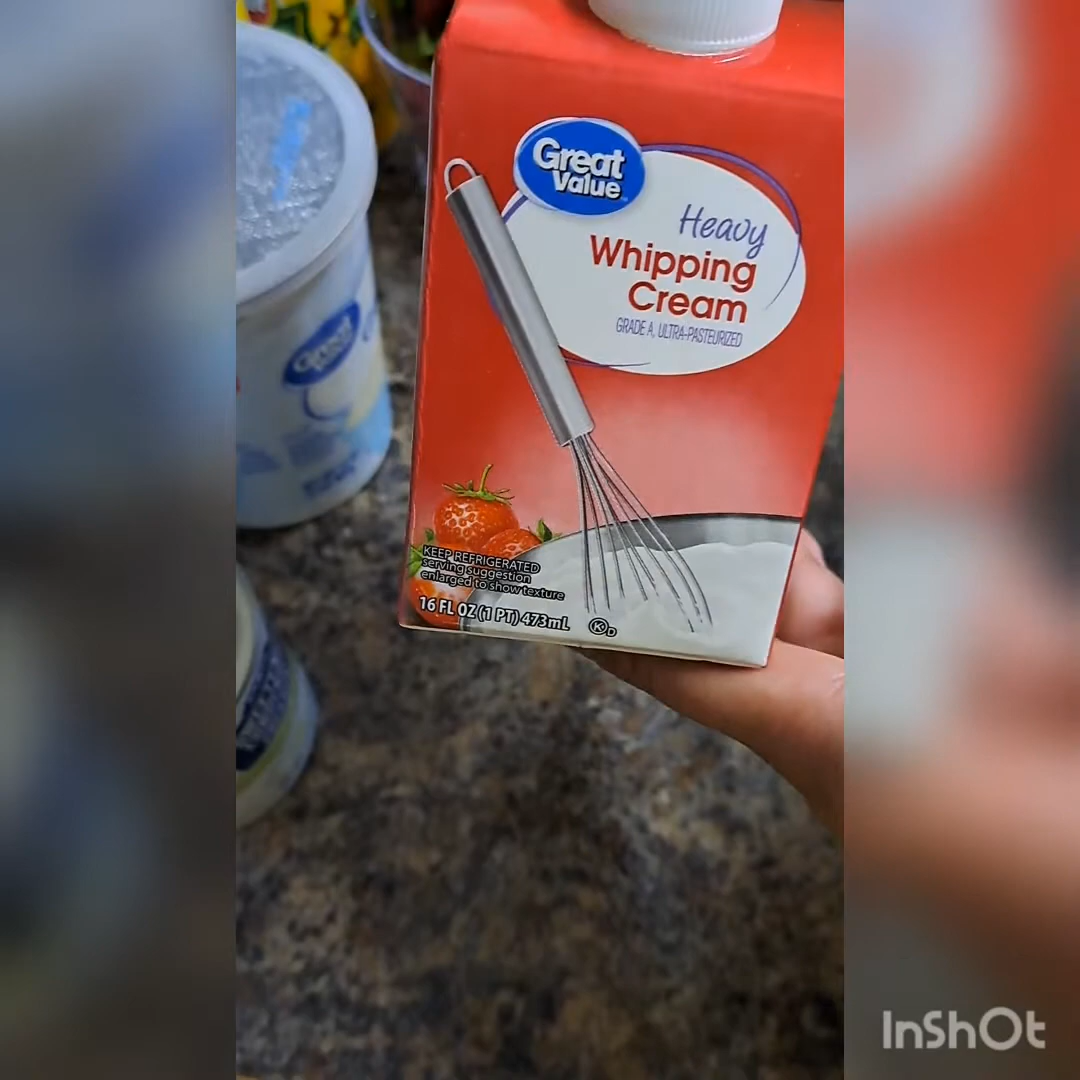 Great
Value
Heavy
Whipping
Cream
GRADE A, ULTRA-PASTEURIZED
Great
KEEP REFRIGERATED
serving suggestion
enlarged to show texture
16 FL OZ (1 PT) 473mL
K D
InShOt